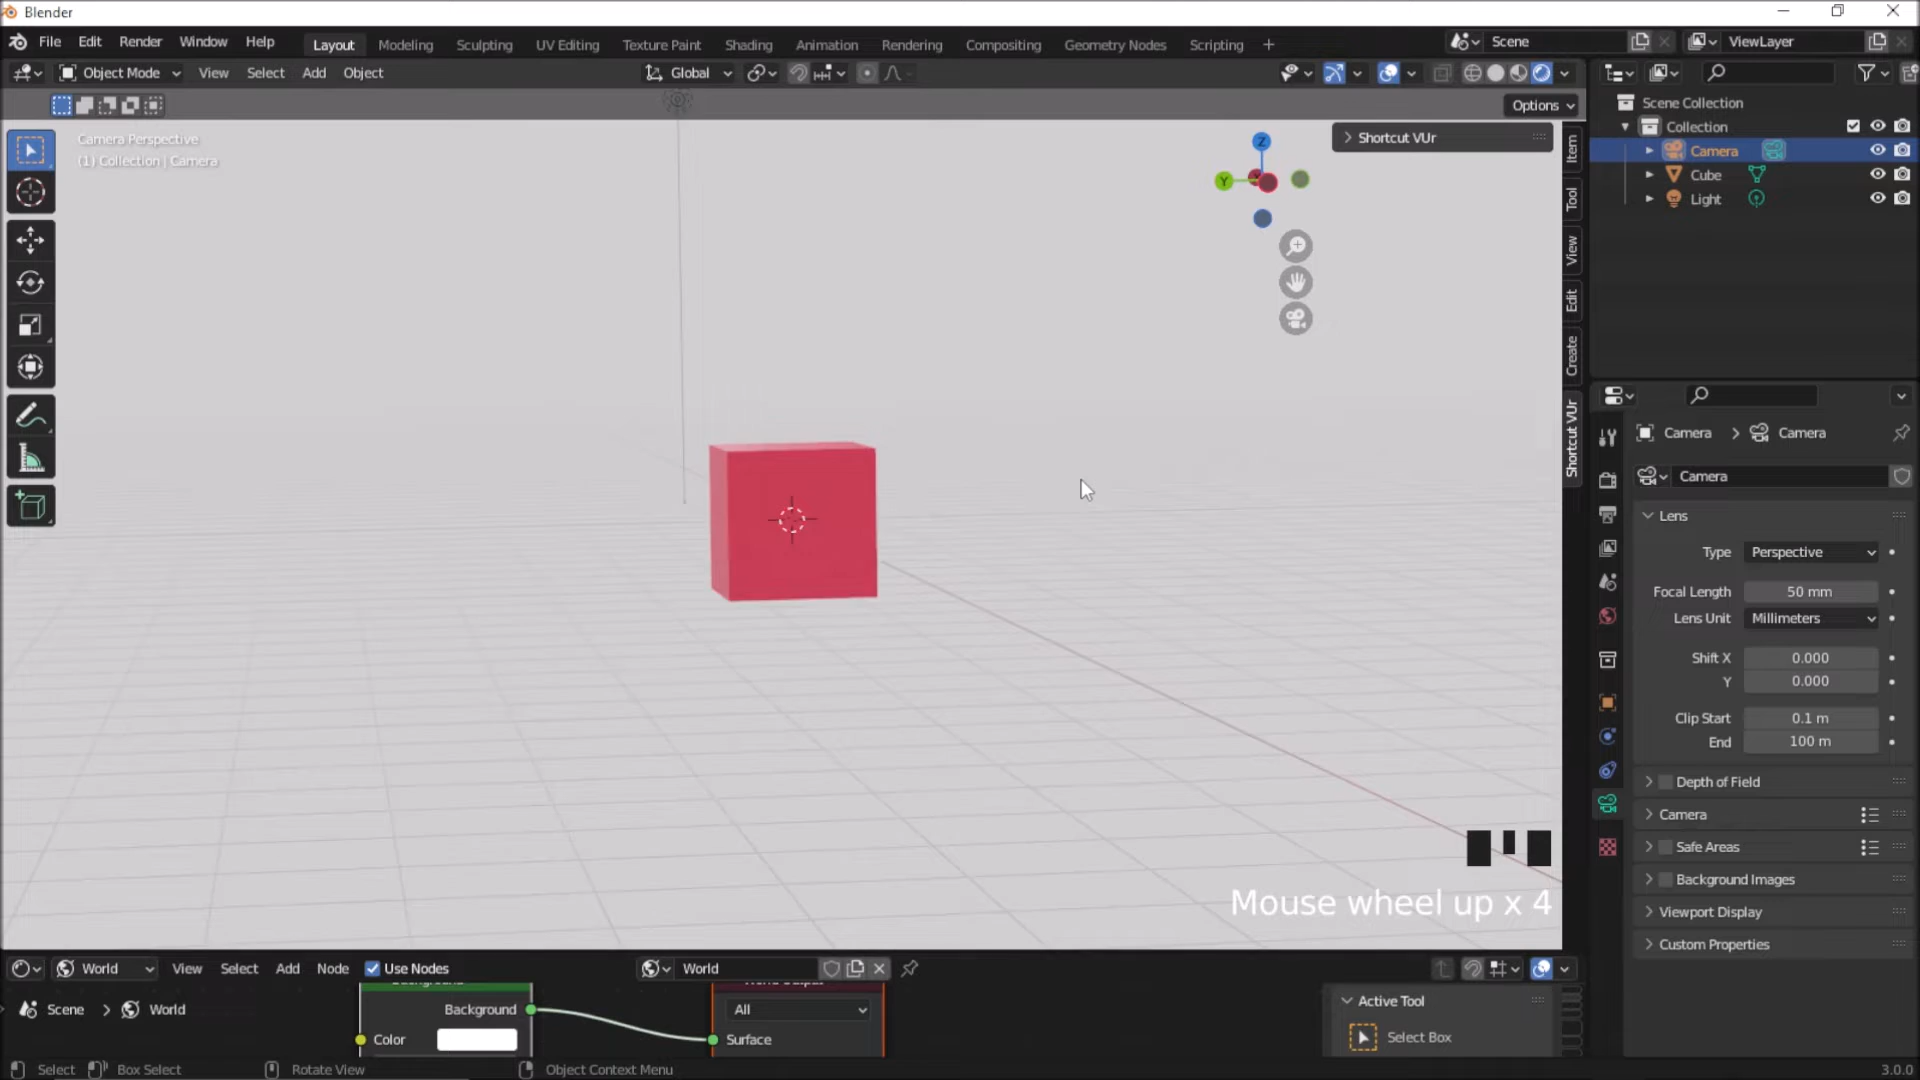 Blender
File Edit Render Window Help Layout Modeling Sculpting UV Editing Texture Paint Shading Animation Rendering Compositing Geometry Nodes Scripting + Scene ViewLayer
Object Mode View Select Add Object Global
Options
Camera Perspective
(1) Collection | Camera
Z
Y
Shortcut VUr
Item
Tool
View
Edit
Create
Shortcut VUr
Scene Collection
Collection
Camera
Cube
Light
Camera > Camera
Camera
Lens
Type Perspective
Focal Length 50 mm
Lens Unit Millimeters
Shift X 0.000
Y 0.000
Clip Start 0.1 m
End 100 m
Depth of Field
Camera
Safe Areas
Background Images
Viewport Display
Custom Properties
Mouse wheel up x 4
World View Select Add Node Use Nodes World
Scene > World
Background
Background
Color
World Output
All
Surface
Active Tool
Select Box
Select Box Select Rotate View Object Context Menu 3.0.0